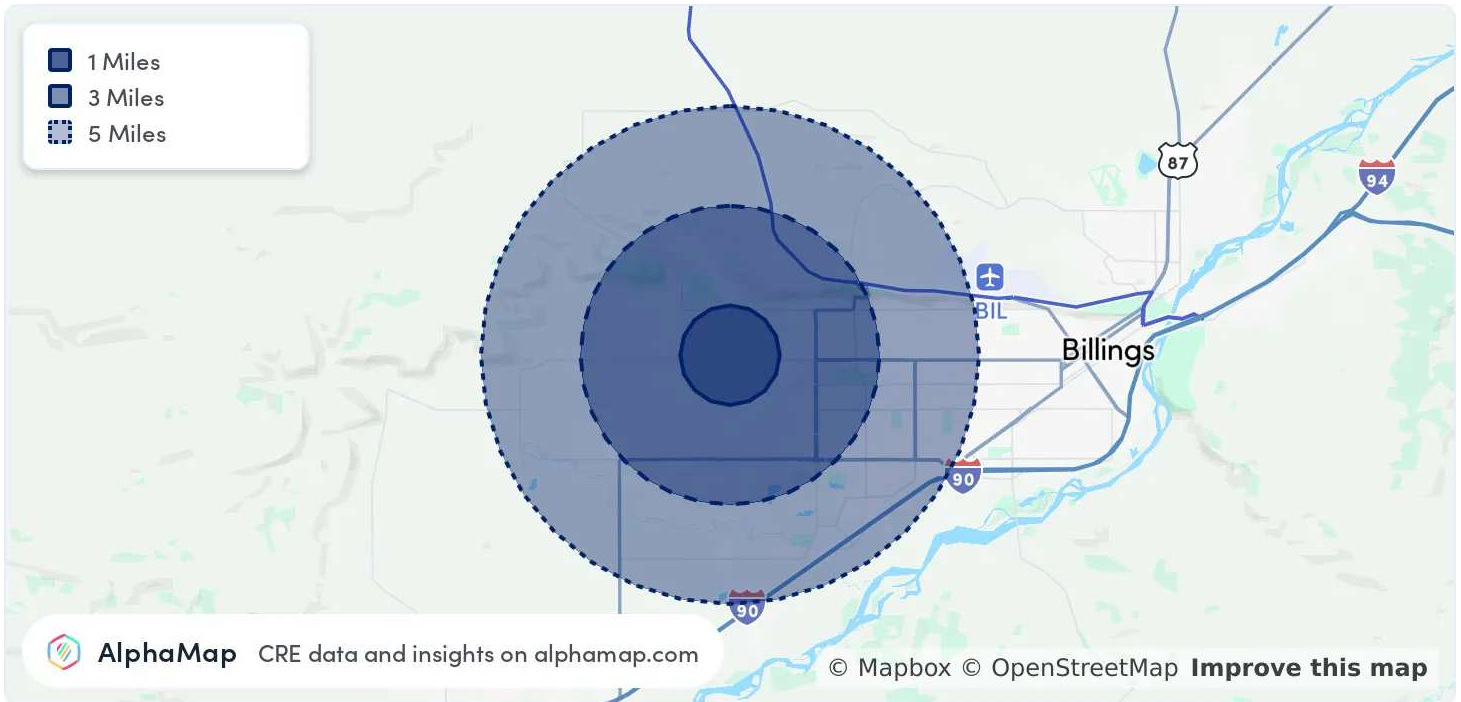 1 Miles
3 Miles
5 Miles
87
94
BIL
Billings
90
90
AlphaMap CRE data and insights on alphamap.com
© Mapbox © OpenStreetMap Improve this map